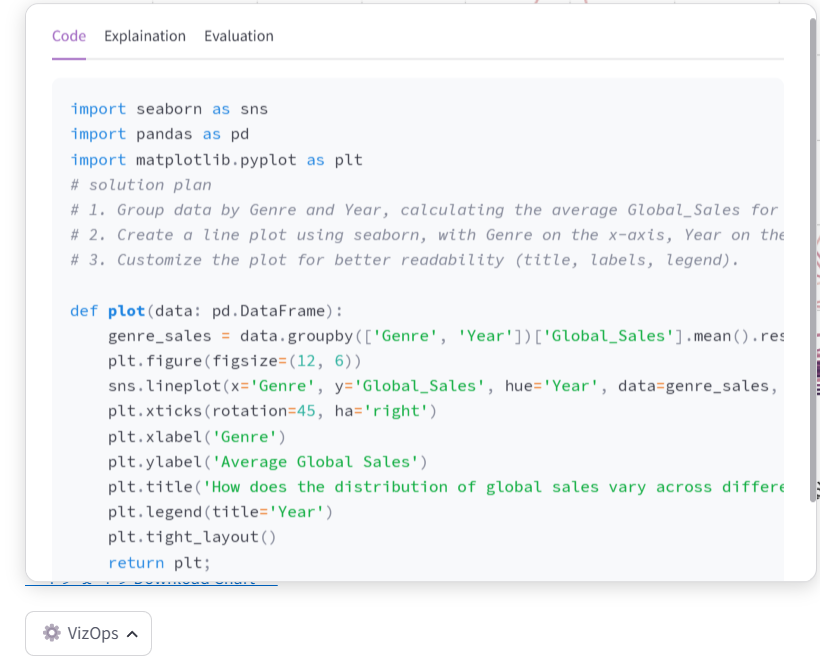 Code Explaination Evaluation
import seaborn as sns
import pandas as pd
import matplotlib.pyplot as plt
# solution plan
# 1. Group data by Genre and Year, calculating the average Global_Sales for
# 2. Create a line plot using seaborn, with Genre on the x-axis, Year on the
# 3. Customize the plot for better readability (title, labels, legend).
def plot(data: pd.DataFrame):
genre_sales = data.groupby(['Genre', 'Year'])['Global_Sales'].mean().res
plt.figure(figsize=(12, 6))
sns.lineplot(x='Genre', y='Global_Sales', hue='Year', data=genre_sales,
plt.xticks(rotation=45, ha='right')
plt.xlabel('Genre')
plt.ylabel('Average Global Sales')
plt.title('How does the distribution of global sales vary across differe
plt.legend(title='Year')
plt.tight_layout()
return plt;
Download Chart
VizOps